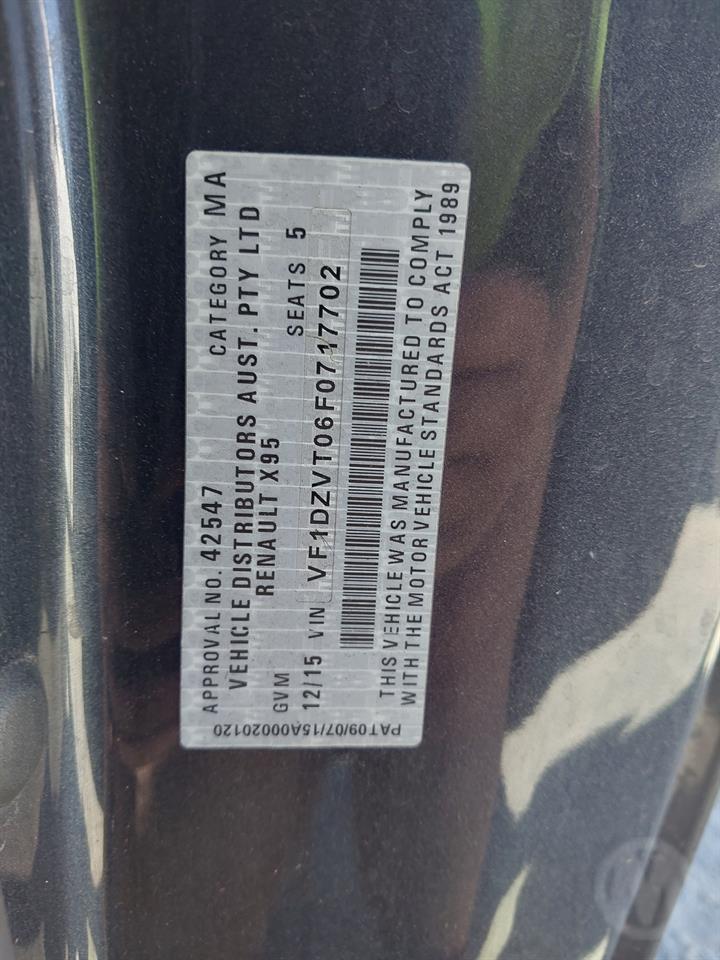 APPROVAL NO. 42547 CATEGORY MA
VEHICLE DISTRIBUTORS AUST. PTY LTD
RENAULT X95
GVM SEATS 5
12/15 VIN VF1DZVT06F0717702
THIS VEHICLE WAS MANUFACTURED TO COMPLY
WITH THE MOTOR VEHICLE STANDARDS ACT 1989
PAT09/07/15A00020120